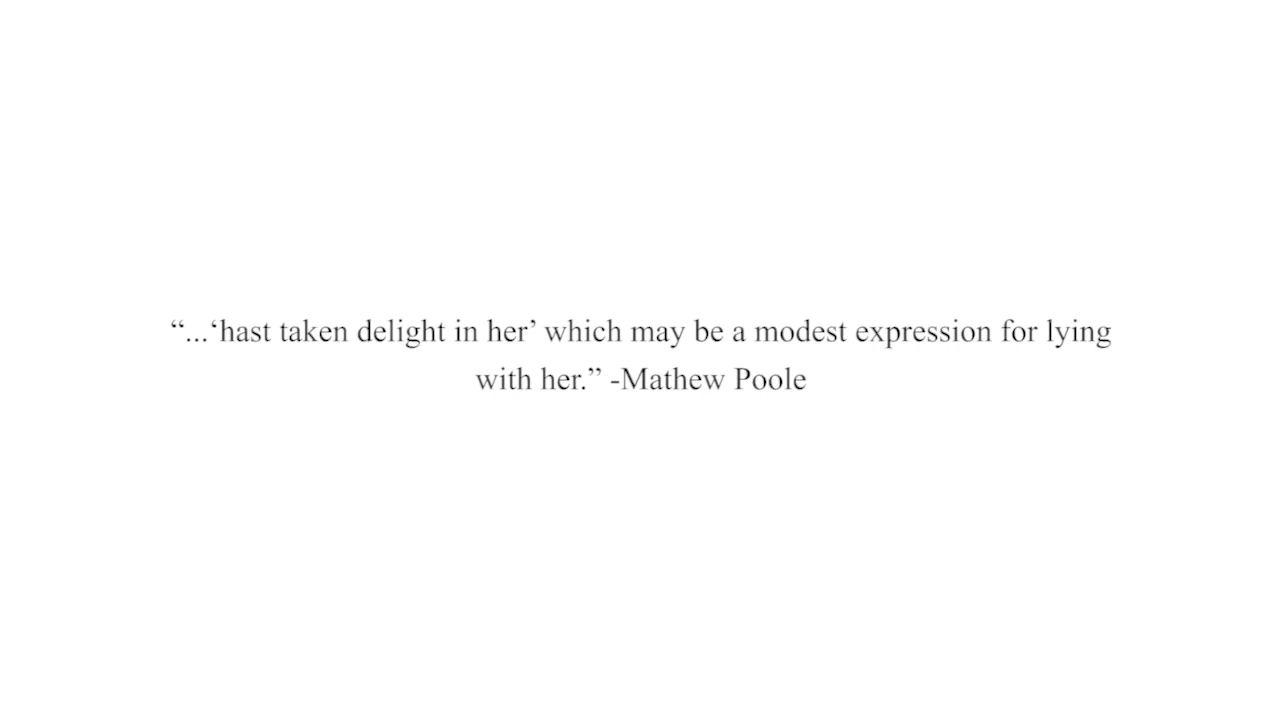 “...‘hast taken delight in her’ which may be a modest expression for lying
with her.” -Mathew Poole